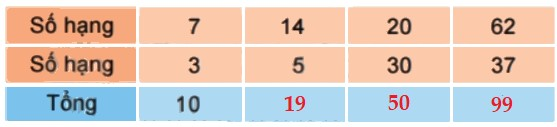 Số hạng 7 14 20 62
Số hạng 3 5 30 37
Tổng 10 19 50 99